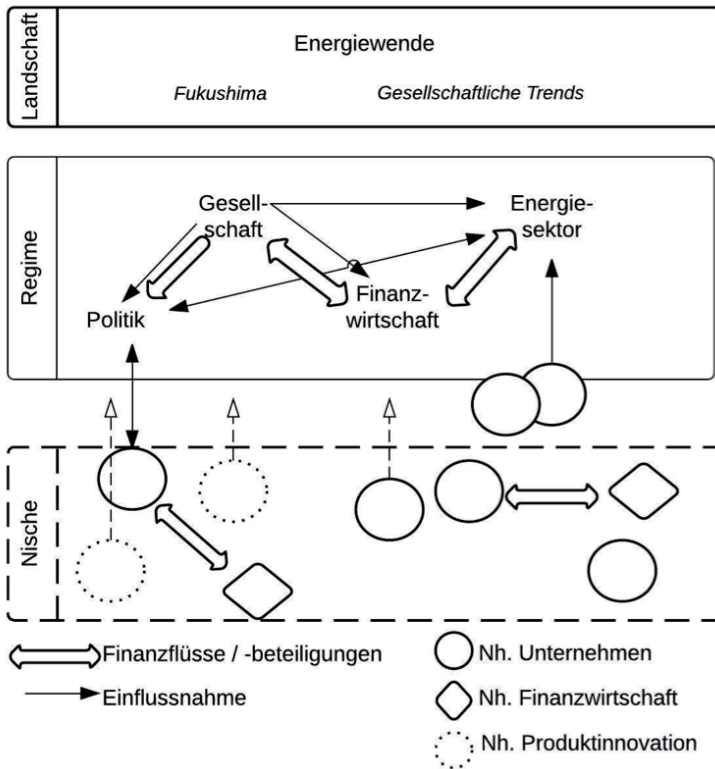 Landschaft
Energiewende
Fukushima
Gesellschaftliche Trends
Regime
Gesell-
schaft
Energie-
sektor
Politik
Finanz-
wirtschaft
Nische
Finanzflüsse / -beteiligungen
Einflussnahme
Nh. Unternehmen
Nh. Finanzwirtschaft
Nh. Produktinnovation